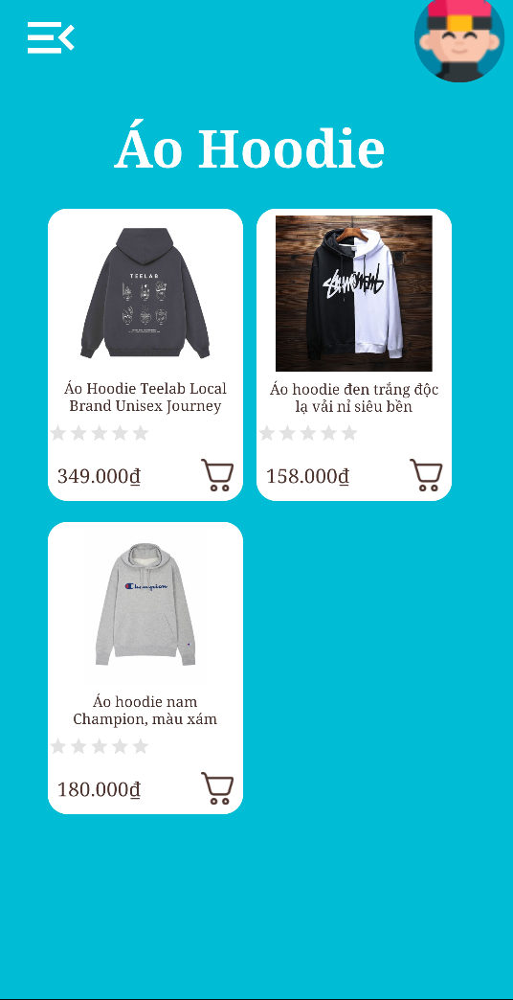 Áo Hoodie
TEELAB
Áo Hoodie Teelab Local
Brand Unisex Journey
349.000₫
Áo hoodie đen trắng độc
lạ vải nỉ siêu bền
158.000₫
Champion
Áo hoodie nam
Champion, màu xám
180.000₫